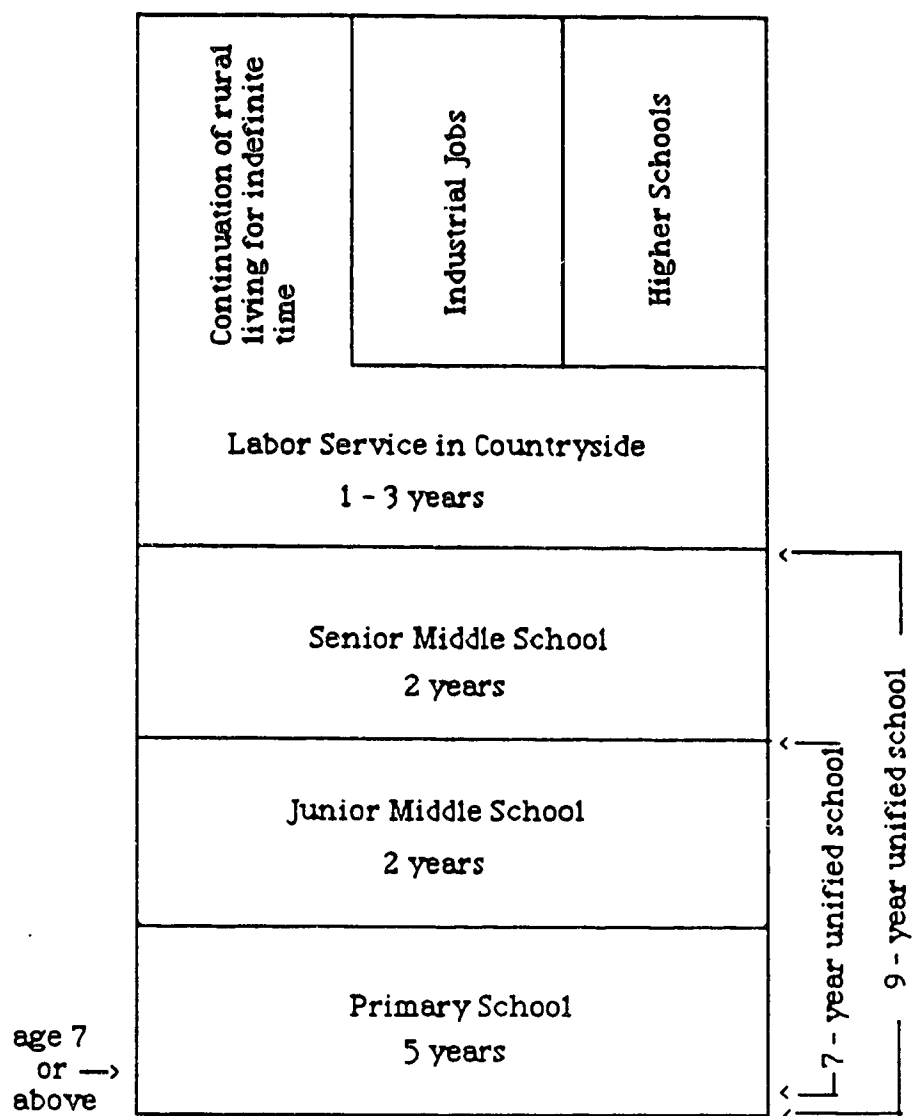 Continuation of rural
living for indefinite
time
Industrial Jobs
Higher Schools
Labor Service in Countryside
1 - 3 years
Senior Middle School
2 years
Junior Middle School
2 years
Primary School
5 years
age 7
or
above
7 - year unified school
9 - year unified school